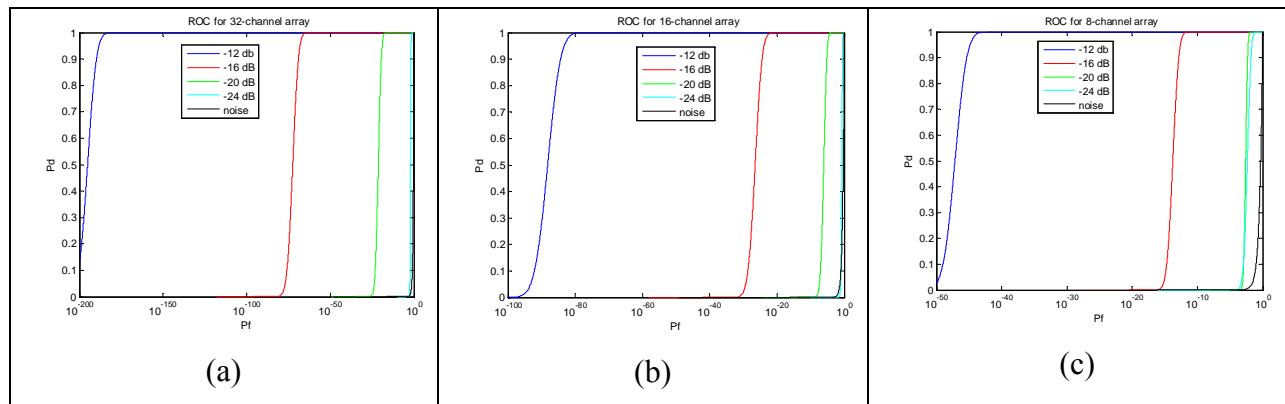 ROC for 32-channel array
1
0.9
0.8
0.7
0.6
0.5
0.4
0.3
0.2
0.1
0
Pd
-12 db
-16 dB
-20 dB
-24 dB
noise
10^-200
10^-150
10^-100
10^-50
10^0
Pf
(a)
ROC for 16-channel array
1
0.9
0.8
0.7
0.6
0.5
0.4
0.3
0.2
0.1
0
Pd
-12 db
-16 dB
-20 dB
-24 dB
noise
10^-100
10^-80
10^-60
10^-40
10^-20
10^0
Pf
(b)
ROC for 8-channel array
1
0.9
0.8
0.7
0.6
0.5
0.4
0.3
0.2
0.1
0
Pd
-12 db
-16 dB
-20 dB
-24 dB
noise
10^-50
10^-40
10^-30
10^-20
10^-10
10^0
Pf
(c)